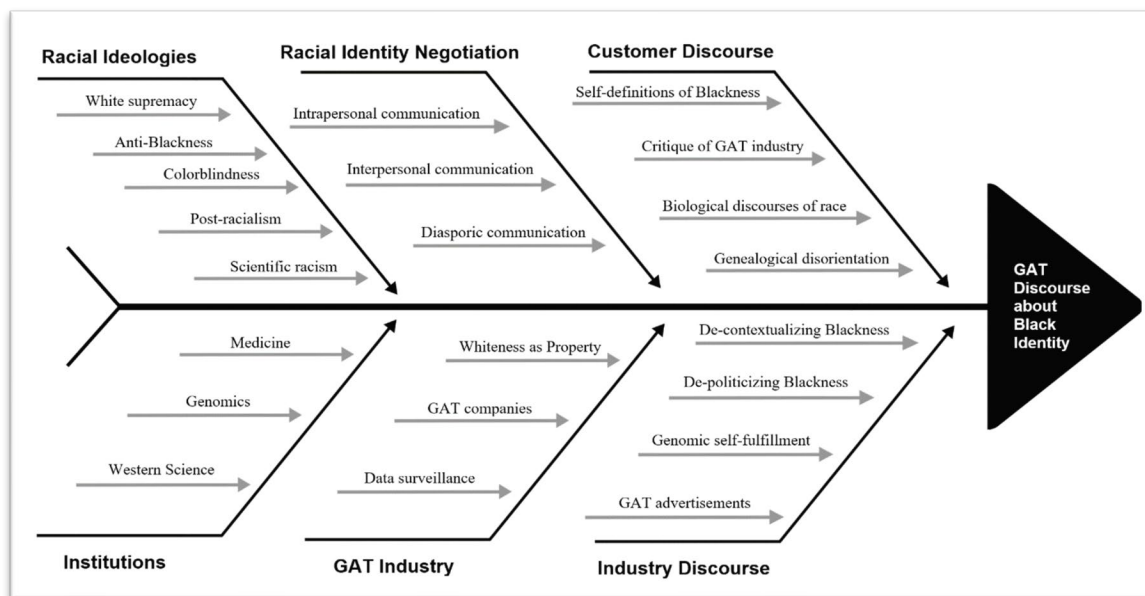 Racial Ideologies
White supremacy
Anti-Blackness
Colorblindness
Post-racialism
Scientific racism
Racial Identity Negotiation
Intrapersonal communication
Interpersonal communication
Diasporic communication
Customer Discourse
Self-definitions of Blackness
Critique of GAT industry
Biological discourses of race
Genealogical disorientation
GAT
Discourse
about
Black
Identity
Medicine
Genomics
Western Science
Institutions
Whiteness as Property
GAT companies
Data surveillance
GAT Industry
De-contextualizing Blackness
De-politicizing Blackness
Genomic self-fulfillment
GAT advertisements
Industry Discourse